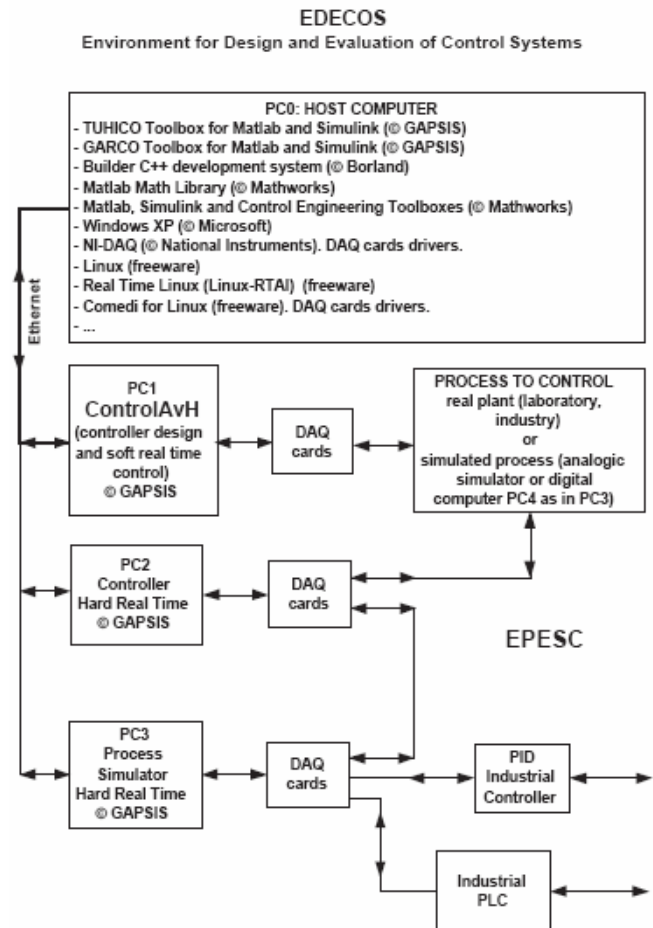 EDECOS
Environment for Design and Evaluation of Control Systems
PC0: HOST COMPUTER
- TUHICO Toolbox for Matlab and Simulink (© GAPSIS)
- GARCO Toolbox for Matlab and Simulink (© GAPSIS)
- Builder C++ development system (© Borland)
- Matlab Math Library (© Mathworks)
- Matlab, Simulink and Control Engineering Toolboxes (© Mathworks)
- Windows XP (© Microsoft)
- NI-DAQ (© National Instruments). DAQ cards drivers.
- Linux (freeware)
- Real Time Linux (Linux-RTAI) (freeware)
- Comedi for Linux (freeware). DAQ cards drivers.
- ...
Ethernet
PC1
ControlAvH
(controller design
and soft real time
control)
© GAPSIS
DAQ
cards
PROCESS TO CONTROL
real plant (laboratory,
industry)
or
simulated process (analogic
simulator or digital
computer PC4 as in PC3)
PC2
Controller
Hard Real Time
© GAPSIS
DAQ
cards
EPESC
PC3
Process
Simulator
Hard Real Time
© GAPSIS
DAQ
cards
PID
Industrial
Controller
Industrial
PLC